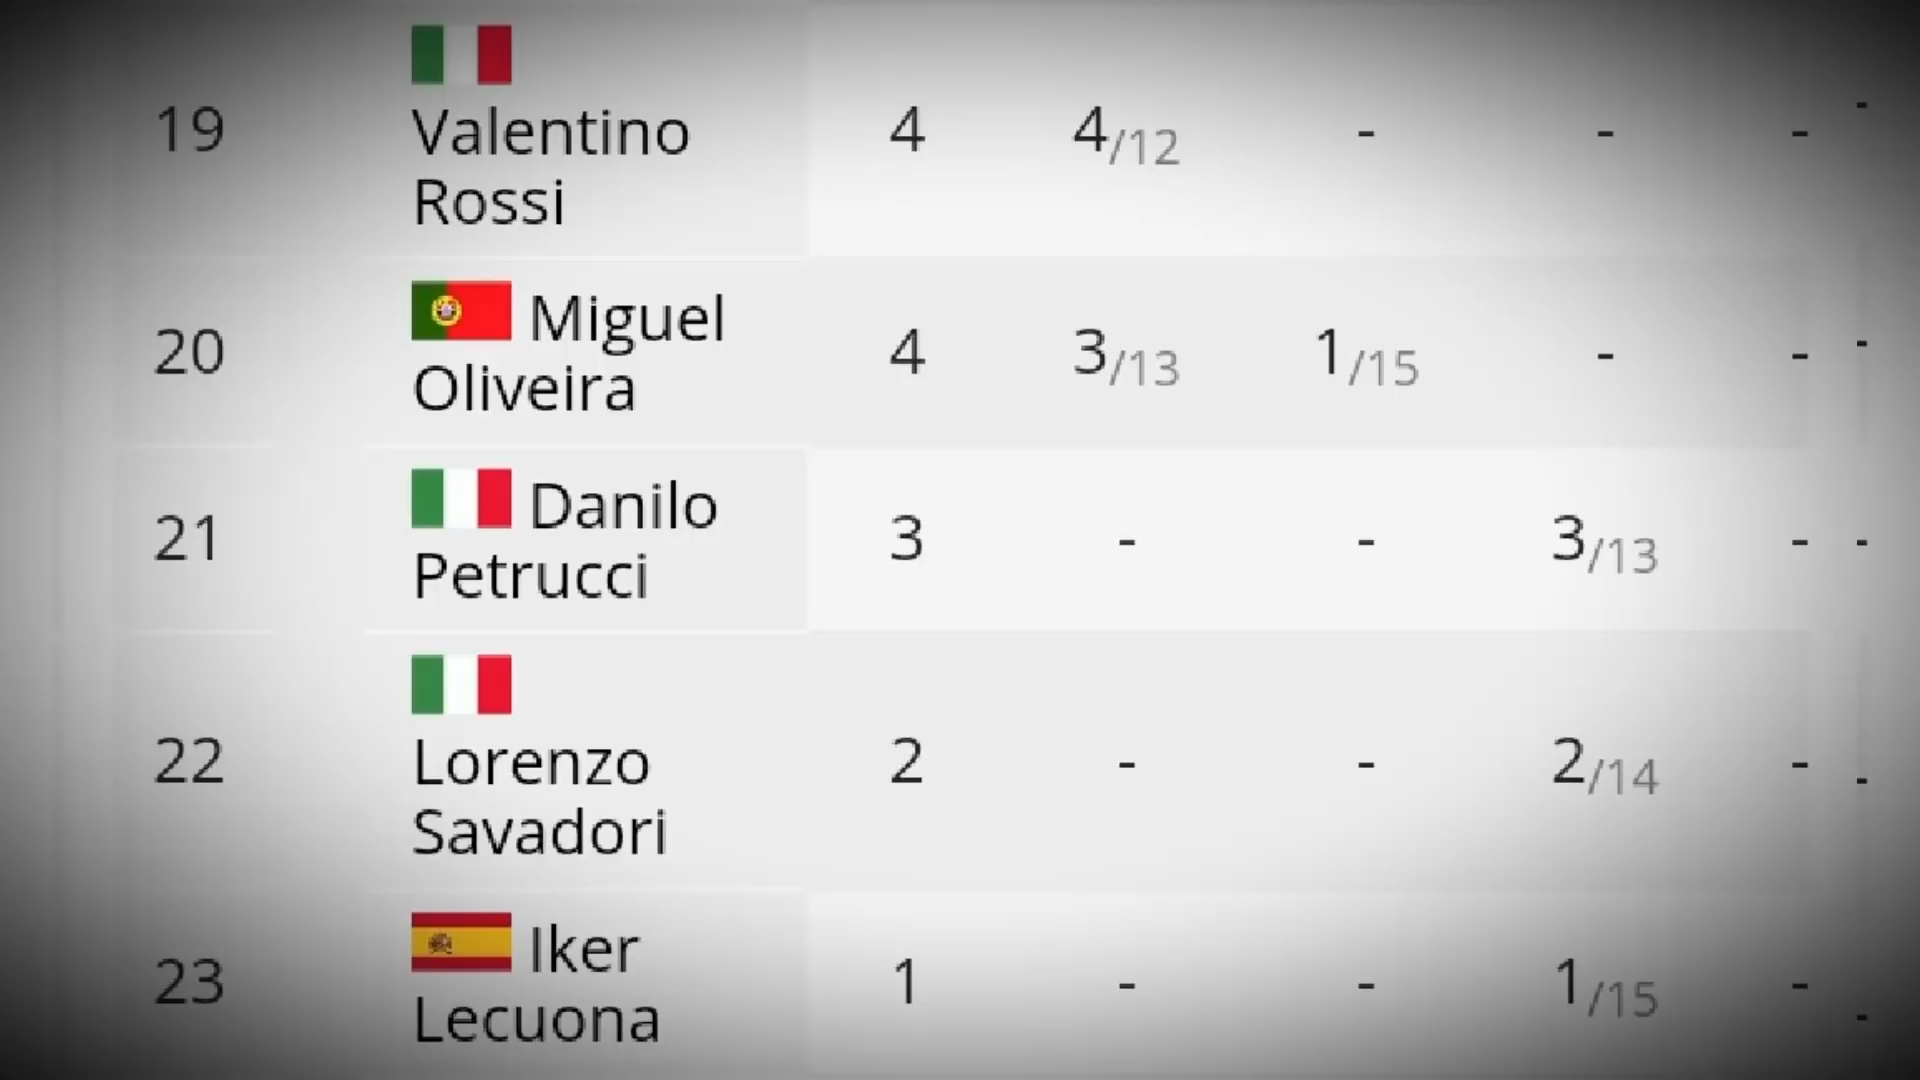 19 Valentino Rossi 4 4/12 - - - -
20 Miguel Oliveira 4 3/13 1/15 - - -
21 Danilo Petrucci 3 - - 3/13 - -
22 Lorenzo Savadori 2 - - 2/14 - -
23 Iker Lecuona 1 - - 1/15 - -